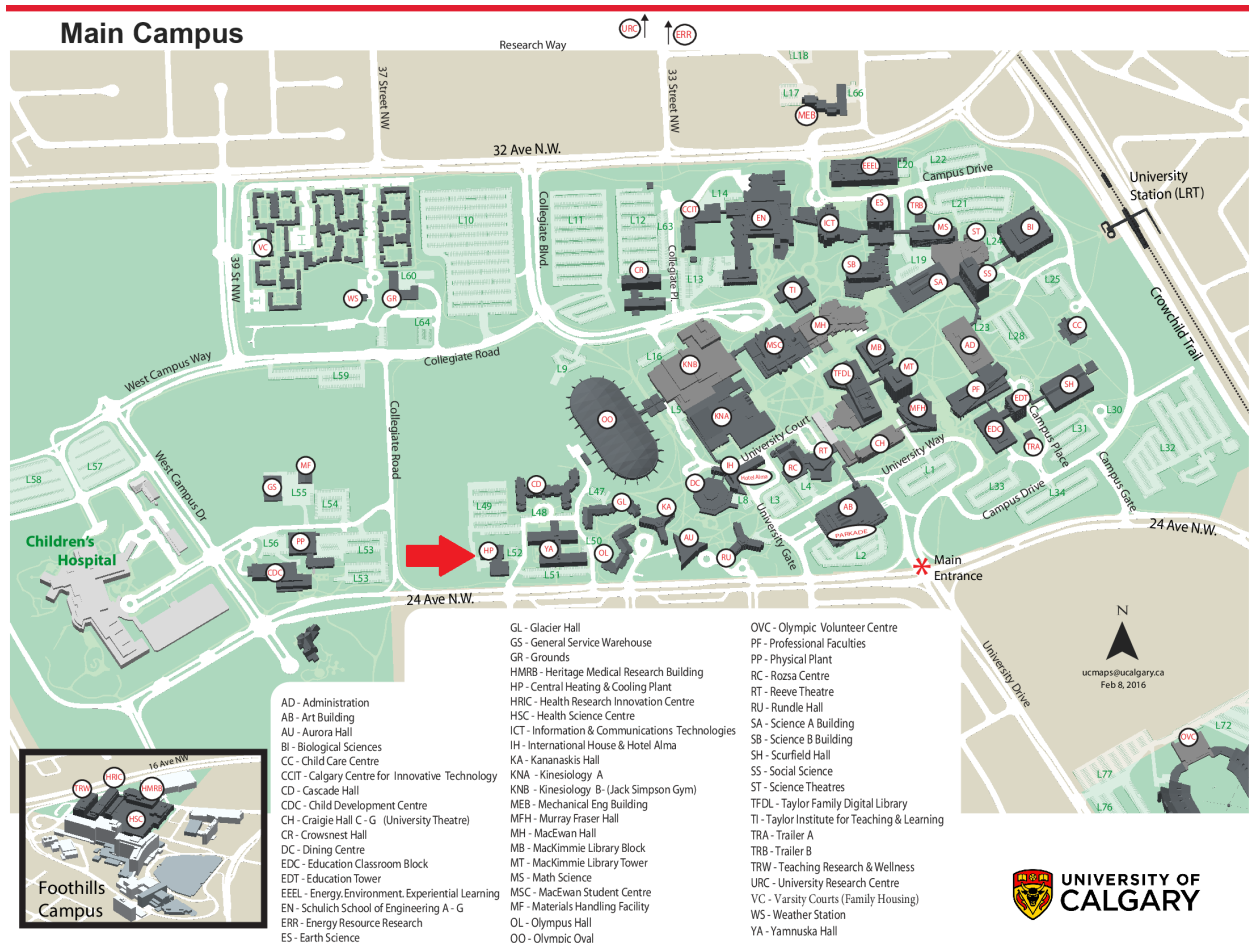 Main Campus
URC
ERR
Research Way
37 Street NW
33 Street NW
L18
L17
L66
MEB
32 Ave N.W.
University
Station (LRT)
EEEL
L20
L22
Campus Drive
L14
L10
L11
L12
L63
CCIT
EN
ICT
ES
TRB
L21
MS
ST
L24
BI
VC
39 St NW
Collegiate Blvd.
Collegiate Pl.
CR
L13
SB
L19
SS
SA
L25
L60
WS
GR
TI
L64
MH
L23
L28
CC
Crowchild Trail
Collegiate Road
West Campus Way
L59
L9
L16
KNB
MSC
MB
AD
MT
TFDL
PF
SH
EDT
OO
L5
KNA
MFH
EDC
Campus Place
L30
L31
L32
Collegiate Road
University Court
CH
University Way
TRA
RT
IH
RC
Hotel Alma
L57
L58
West Campus Dr
MF
GS
L55
L54
CD
L47
DC
L8
L3
L4
L1
L33
L34
Campus Drive
Campus Gate
L49
L48
GL
KA
AB
PARKADE
24 Ave N.W.
Children's
Hospital
L56
PP
L53
L53
CDC
HP
L52
YA
L50
OL
AU
RU
University Gate
L2
L51
Main
Entrance
24 Ave N.W.
N
ucmaps@ucalgary.ca
Feb 8, 2016
University Drive
OVC
L72
L77
L76
AD - Administration
AB - Art Building
AU - Aurora Hall
BI - Biological Sciences
CC - Child Care Centre
CCIT - Calgary Centre for Innovative Technology
CD - Cascade Hall
CDC - Child Development Centre
CH - Craigie Hall C - G (University Theatre)
CR - Crowsnest Hall
DC - Dining Centre
EDC - Education Classroom Block
EDT - Education Tower
EEEL - Energy. Environment. Experiential Learning
EN - Schulich School of Engineering A - G
ERR - Energy Resource Research
ES - Earth Science
GL - Glacier Hall
GS - General Service Warehouse
GR - Grounds
HMRB - Heritage Medical Research Building
HP - Central Heating & Cooling Plant
HRIC - Health Research Innovation Centre
HSC - Health Science Centre
ICT - Information & Communications Technologies
IH - International House & Hotel Alma
KA - Kananaskis Hall
KNA - Kinesiology A
KNB - Kinesiology B- (Jack Simpson Gym)
MEB - Mechanical Eng Building
MFH - Murray Fraser Hall
MH - MacEwan Hall
MB - MacKimmie Library Block
MT - MacKimmie Library Tower
MS - Math Science
MSC - MacEwan Student Centre
MF - Materials Handling Facility
OL - Olympus Hall
OO - Olympic Oval
OVC - Olympic Volunteer Centre
PF - Professional Faculties
PP - Physical Plant
RC - Rozsa Centre
RT - Reeve Theatre
RU - Rundle Hall
SA - Science A Building
SB - Science B Building
SH - Scurfield Hall
SS - Social Science
ST - Science Theatres
TFDL - Taylor Family Digital Library
TI - Taylor Institute for Teaching & Learning
TRA - Trailer A
TRB - Trailer B
TRW - Teaching Research & Wellness
URC - University Research Centre
VC - Varsity Courts (Family Housing)
WS - Weather Station
YA - Yamnuska Hall
16 Ave NW
TRW
HRIC
HMRB
HSC
Foothills
Campus
UNIVERSITY OF
CALGARY